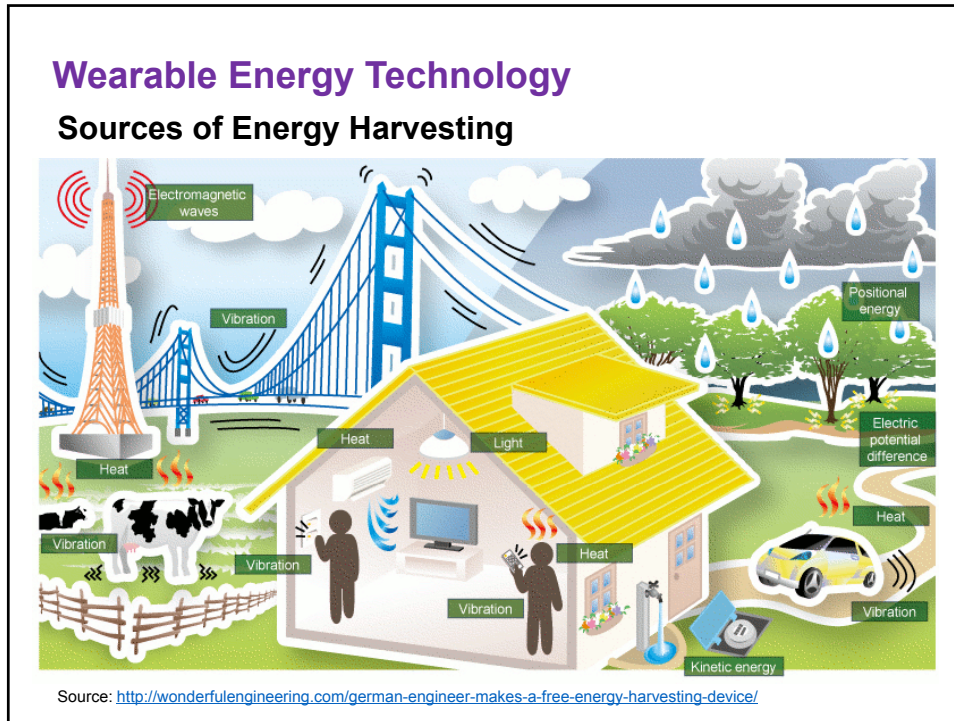 Wearable Energy Technology
Sources of Energy Harvesting
Electromagnetic
waves
Vibration
Positional
energy
Heat
Light
Electric
potential
difference
Heat
Vibration
Vibration
Heat
Vibration
Heat
Vibration
Kinetic energy
Source: http://wonderfulengineering.com/german-engineer-makes-a-free-energy-harvesting-device/